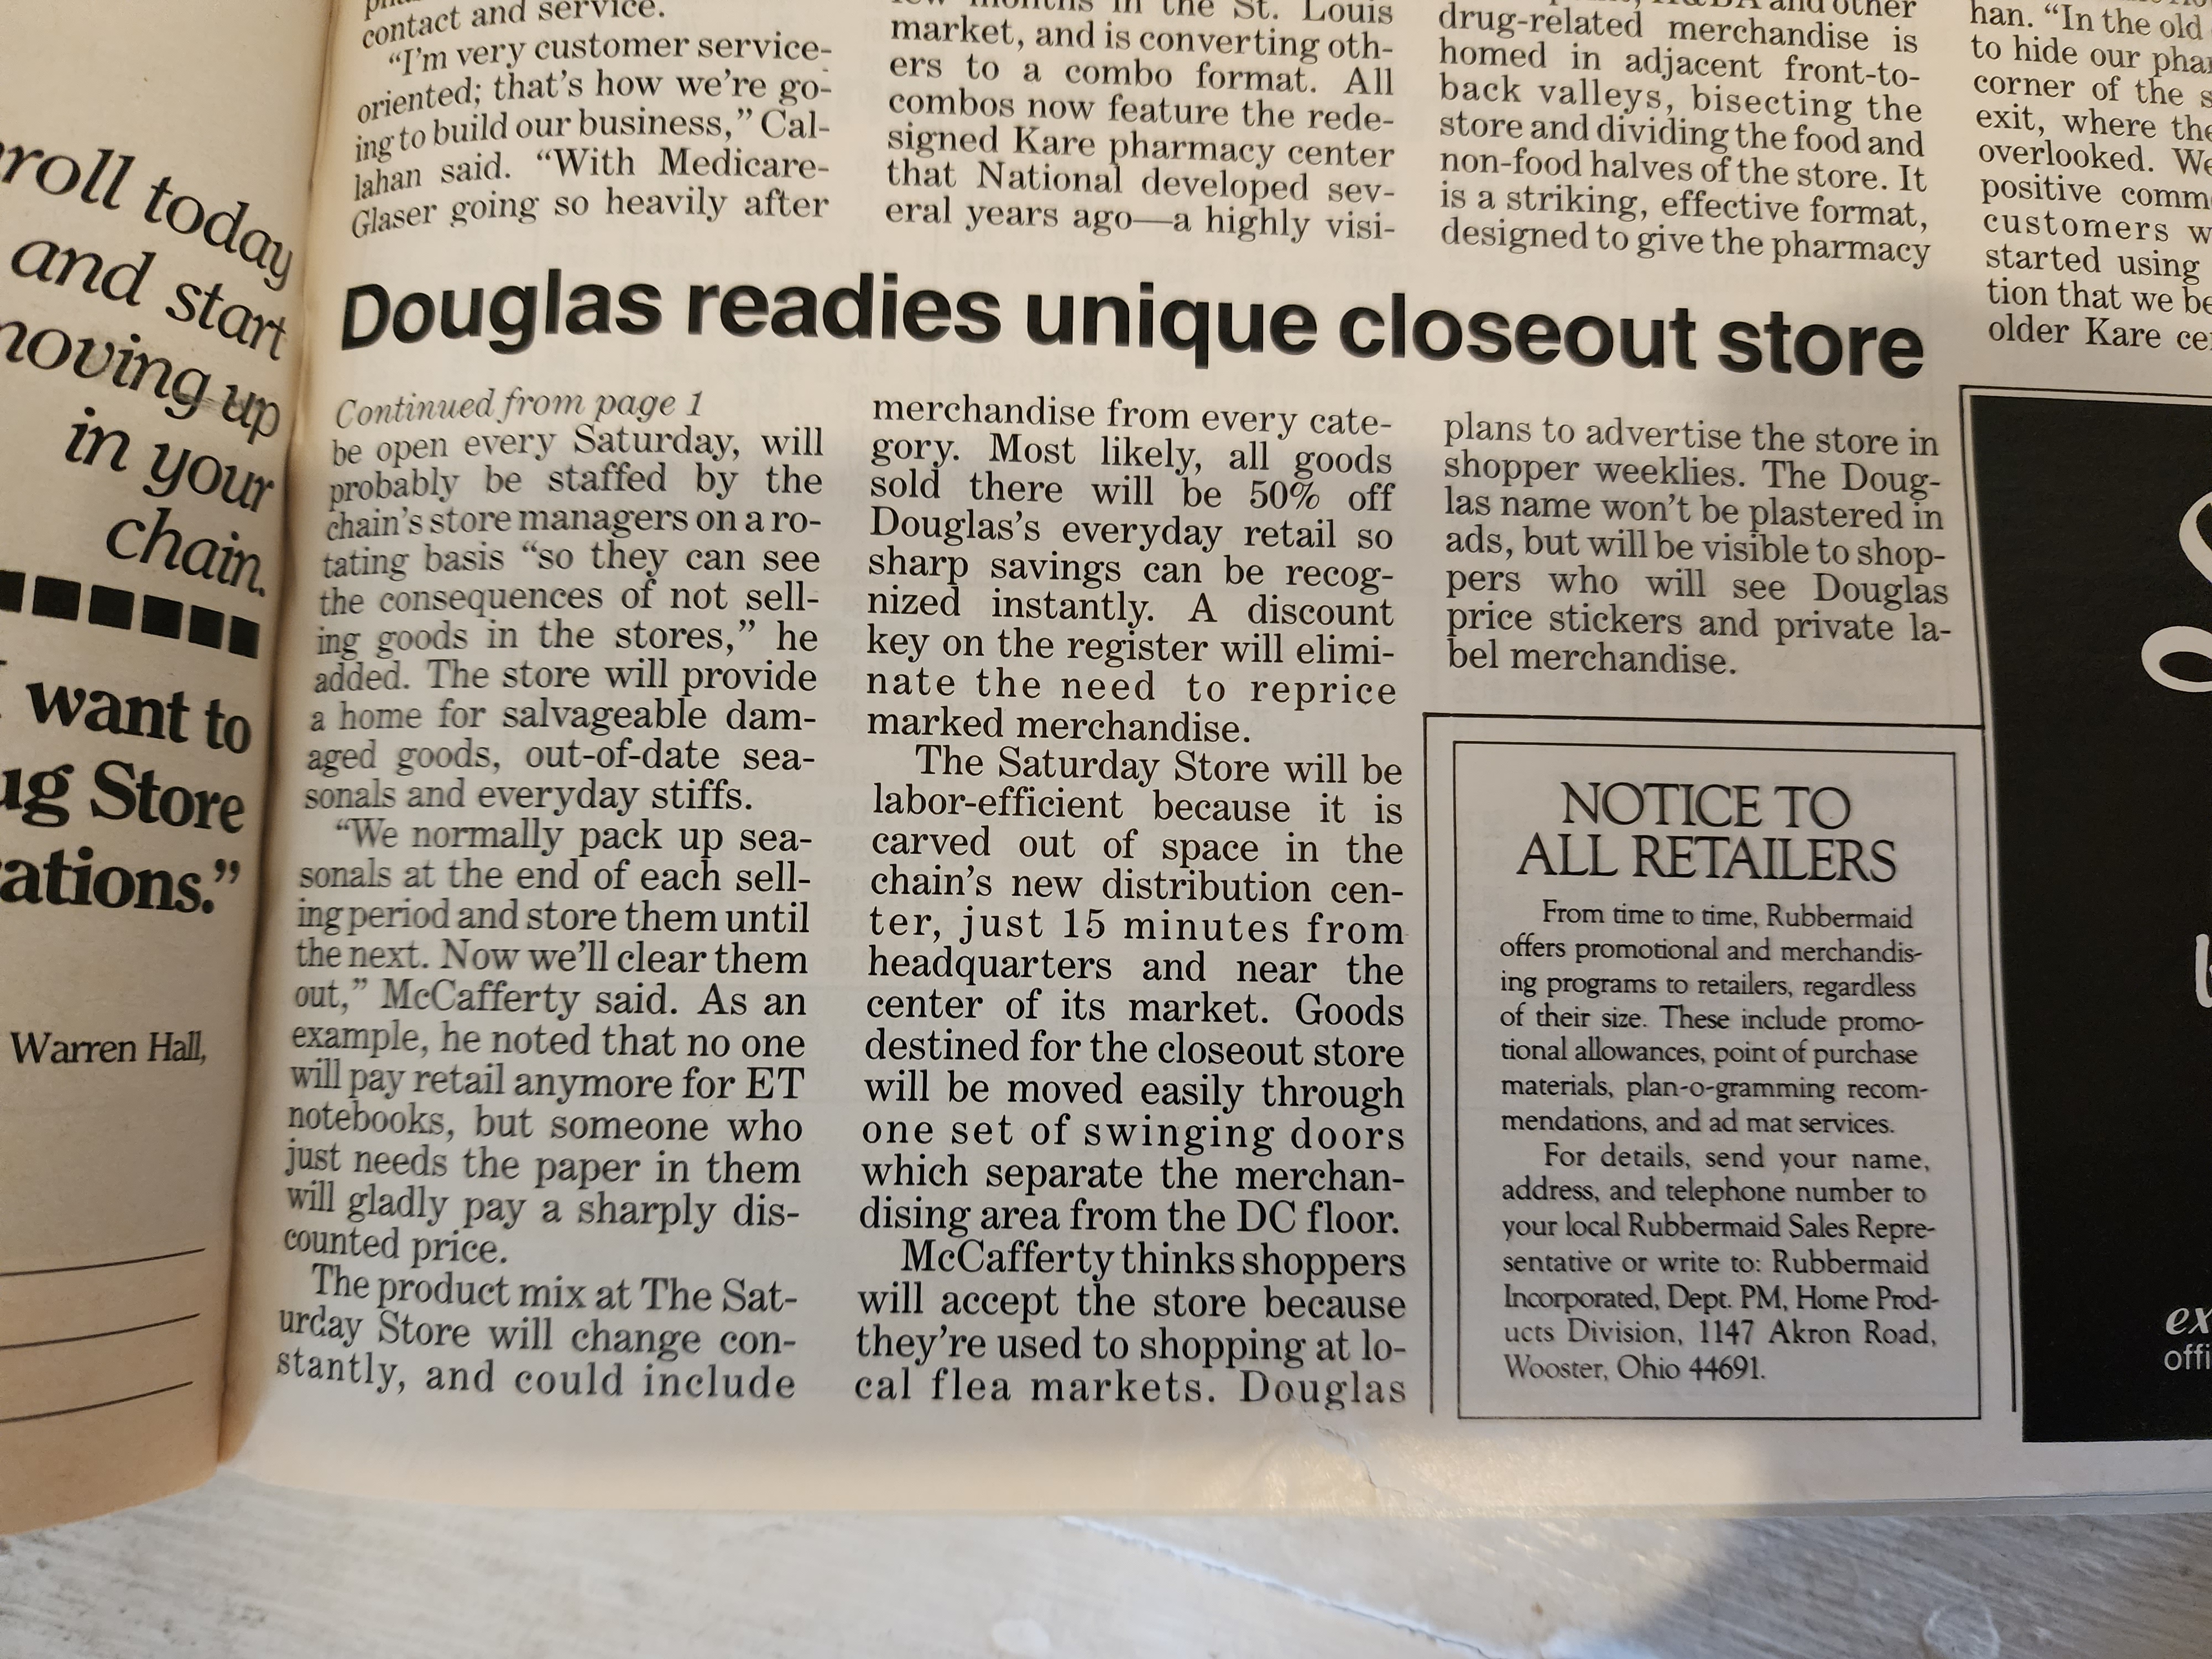 roll today
and start
moving up
in your
chain.
want to
Store
Warren Hall,
contact and service.
“I’m very customer service-
oriented; that’s how we’re go-
ing to build our business,” Cal-
lahan said. “With Medicare-
Glaser going so heavily after
few months in the St. Louis
market, and is converting oth-
ers to a combo format. All
combos now feature the rede-
signed Kare pharmacy center
that National developed sev-
eral years ago—a highly visi-
and other
drug-related merchandise is
homed in adjacent front-to-
back valleys, bisecting the
store and dividing the food and
non-food halves of the store. It
is a striking, effective format,
designed to give the pharmacy
han. “In the old
to hide our
corner of the
exit, where
overlooked. We
positive
customers
started using
tion that we
older Kare
Douglas readies unique closeout store
Continued from page 1
be open every Saturday, will
probably be staffed by the
chain’s store managers on a ro-
tating basis “so they can see
the consequences of not sell-
ing goods in the stores,” he
added. The store will provide
a home for salvageable dam-
aged goods, out-of-date sea-
sonals and everyday stiffs.
“We normally pack up sea-
sonals at the end of each sell-
ing period and store them until
the next. Now we’ll clear them
out,” McCafferty said. As an
example, he noted that no one
will pay retail anymore for ET
notebooks, but someone who
just needs the paper in them
will gladly pay a sharply dis-
counted price.
The product mix at The Sat-
urday Store will change con-
stantly, and could include
merchandise from every cate-
gory. Most likely, all goods
sold there will be 50% off
Douglas’s everyday retail so
sharp savings can be recog-
nized instantly. A discount
key on the register will elimi-
nate the need to reprice
marked merchandise.
The Saturday Store will be
labor-efficient because it is
carved out of space in the
chain’s new distribution cen-
ter, just 15 minutes from
headquarters and near the
center of its market. Goods
destined for the closeout store
will be moved easily through
one set of swinging doors
which separate the merchan-
dising area from the DC floor.
McCafferty thinks shoppers
will accept the store because
they’re used to shopping at lo-
cal flea markets. Douglas
plans to advertise the store in
shopper weeklies. The Doug-
las name won’t be plastered in
ads, but will be visible to shop-
pers who will see Douglas
price stickers and private la-
bel merchandise.
NOTICE TO
ALL RETAILERS
From time to time, Rubbermaid
offers promotional and merchandis-
ing programs to retailers, regardless
of their size. These include promo-
tional allowances, point of purchase
materials, plan-o-gramming recom-
mendations, and ad mat services.
For details, send your name,
address, and telephone number to
your local Rubbermaid Sales Repre-
sentative or write to: Rubbermaid
Incorporated, Dept. PM, Home Prod-
ucts Division, 1147 Akron Road,
Wooster, Ohio 44691.